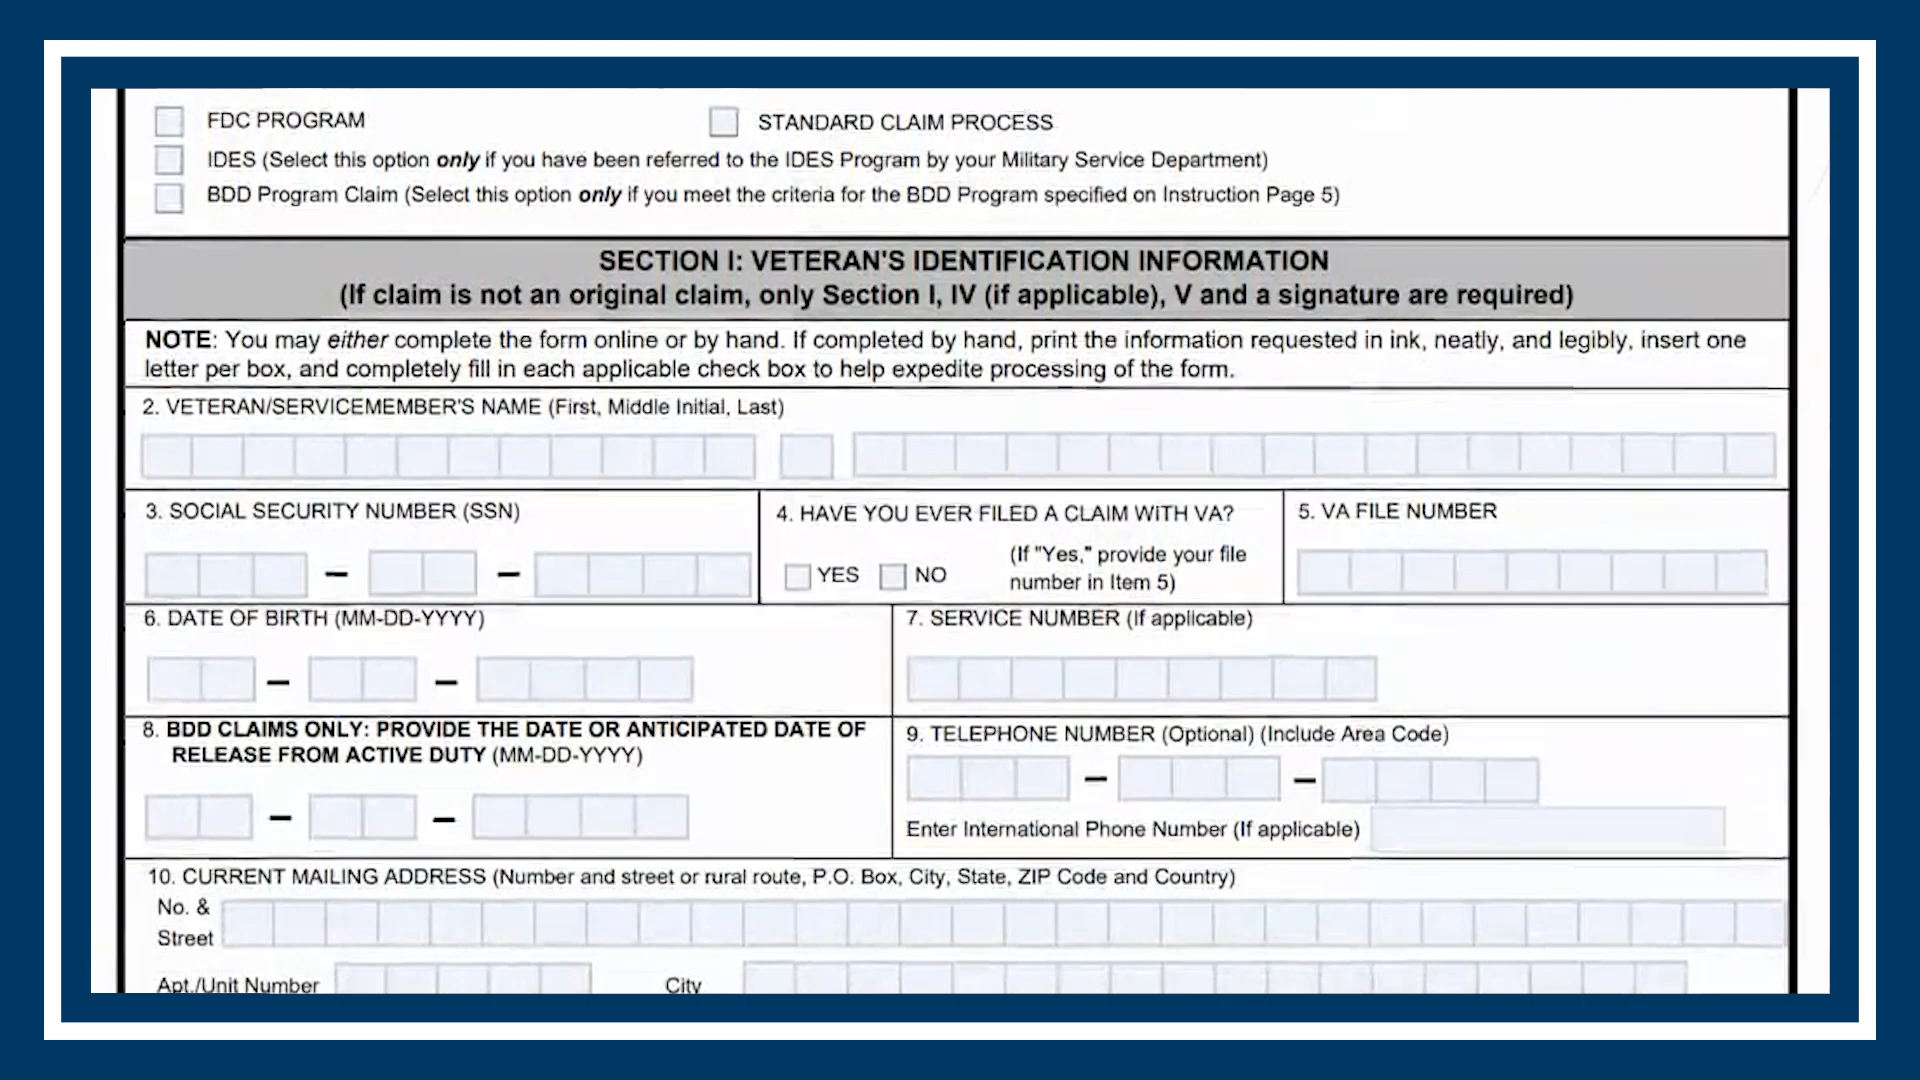 FDC PROGRAM STANDARD CLAIM PROCESS
IDES (Select this option only if you have been referred to the IDES Program by your Military Service Department)
BDD Program Claim (Select this option only if you meet the criteria for the BDD Program specified on Instruction Page 5)
SECTION I: VETERAN'S IDENTIFICATION INFORMATION
(If claim is not an original claim, only Section I, IV (if applicable), V and a signature are required)
NOTE: You may either complete the form online or by hand. If completed by hand, print the information requested in ink, neatly, and legibly, insert one
letter per box, and completely fill in each applicable check box to help expedite processing of the form.
2. VETERAN/SERVICEMEMBER'S NAME (First, Middle Initial, Last)
3. SOCIAL SECURITY NUMBER (SSN)
4. HAVE YOU EVER FILED A CLAIM WITH VA?
YES NO
(If "Yes," provide your file
number in Item 5)
5. VA FILE NUMBER
6. DATE OF BIRTH (MM-DD-YYYY)
7. SERVICE NUMBER (If applicable)
8. BDD CLAIMS ONLY: PROVIDE THE DATE OR ANTICIPATED DATE OF
RELEASE FROM ACTIVE DUTY (MM-DD-YYYY)
9. TELEPHONE NUMBER (Optional) (Include Area Code)
Enter International Phone Number (If applicable)
10. CURRENT MAILING ADDRESS (Number and street or rural route, P.O. Box, City, State, ZIP Code and Country)
No. &
Street
Apt./Unit Number City